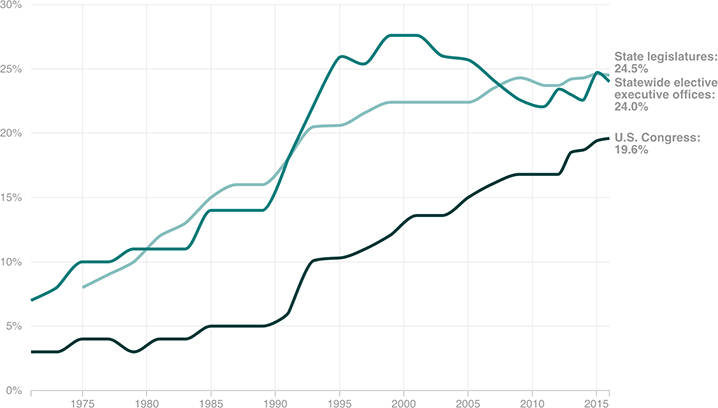 30%
25%
20%
15%
10%
5%
0%
State legislatures:
24.5%
Statewide elective
executive offices:
24.0%
U.S. Congress:
19.6%
1975 1980 1985 1990 1995 2000 2005 2010 2015